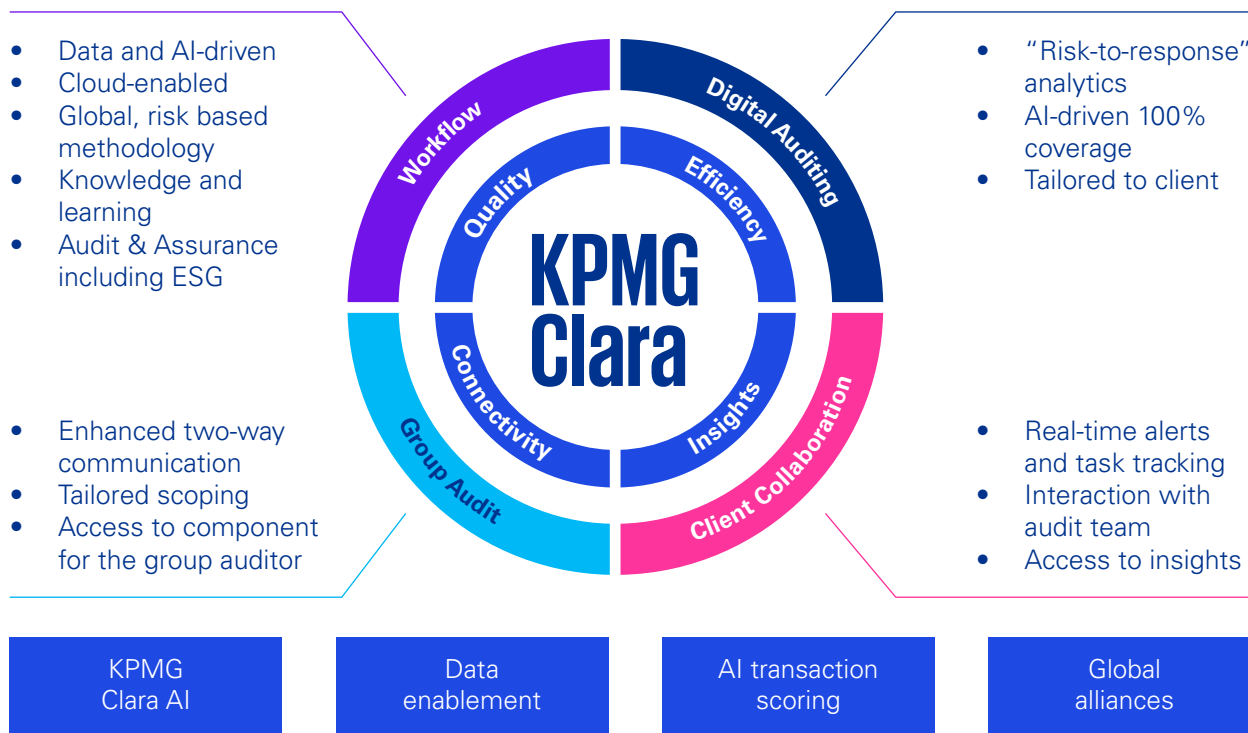 • Data and AI-driven
• Cloud-enabled
• Global, risk based
methodology
• Knowledge and
learning
• Audit & Assurance
including ESG
• “Risk-to-response”
analytics
• AI-driven 100%
coverage
• Tailored to client
Workflow
Digital Auditing
Quality
Efficiency
KPMG
Clara
Connectivity
Insights
Group Audit
Client Collaboration
• Enhanced two-way
communication
• Tailored scoping
• Access to component
for the group auditor
• Real-time alerts
and task tracking
• Interaction with
audit team
• Access to insights
KPMG
Clara AI
Data
enablement
AI transaction
scoring
Global
alliances